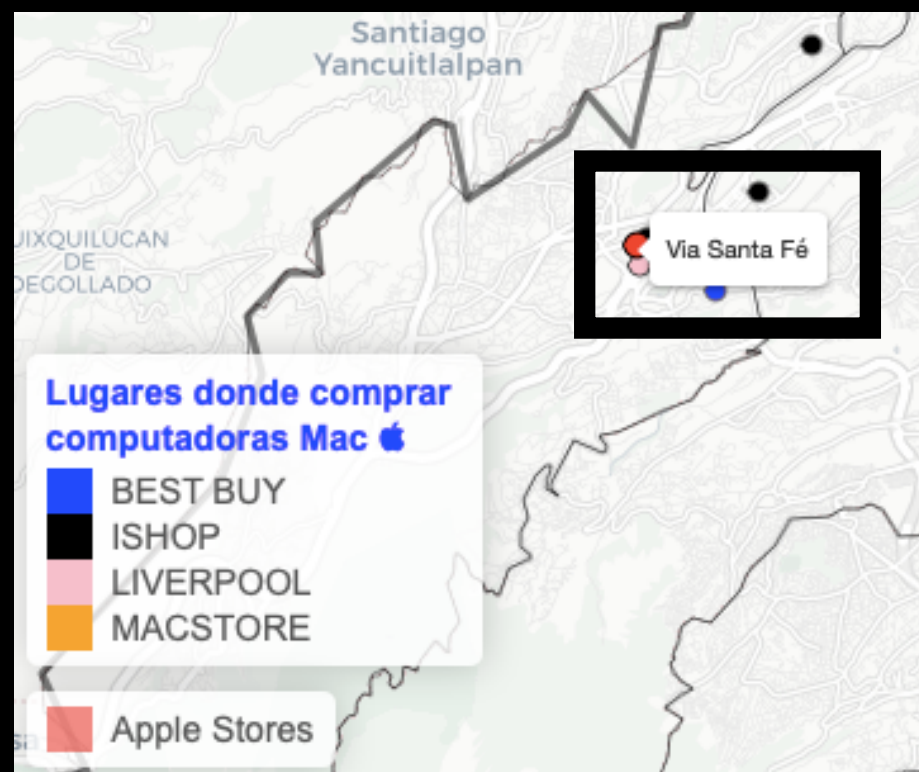 Santiago
Yancuitlalpan
UIXQUILUCAN
DE
DEGOLLADO
Via Santa Fé
Lugares donde comprar
computadoras Mac
BEST BUY
ISHOP
LIVERPOOL
MACSTORE
Apple Stores